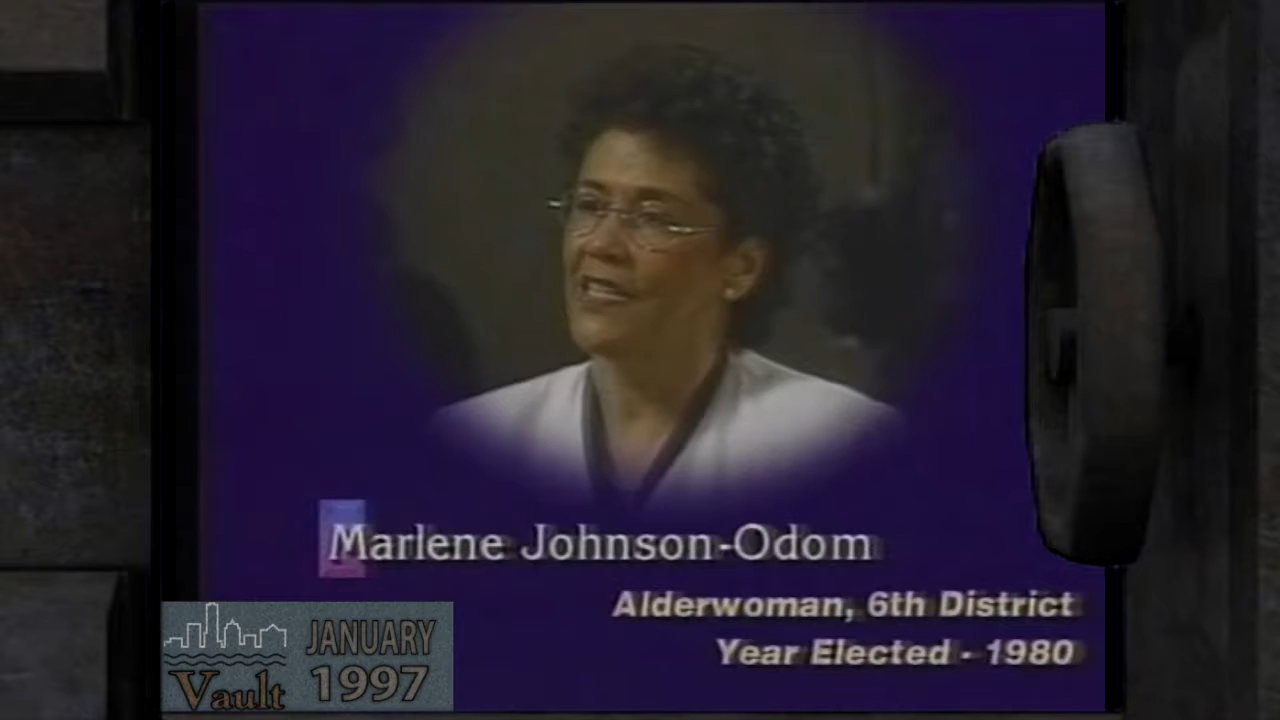 Marlene Johnson-Odom
Alderwoman, 6th District
Year Elected - 1980
JANUARY
1997
Vault